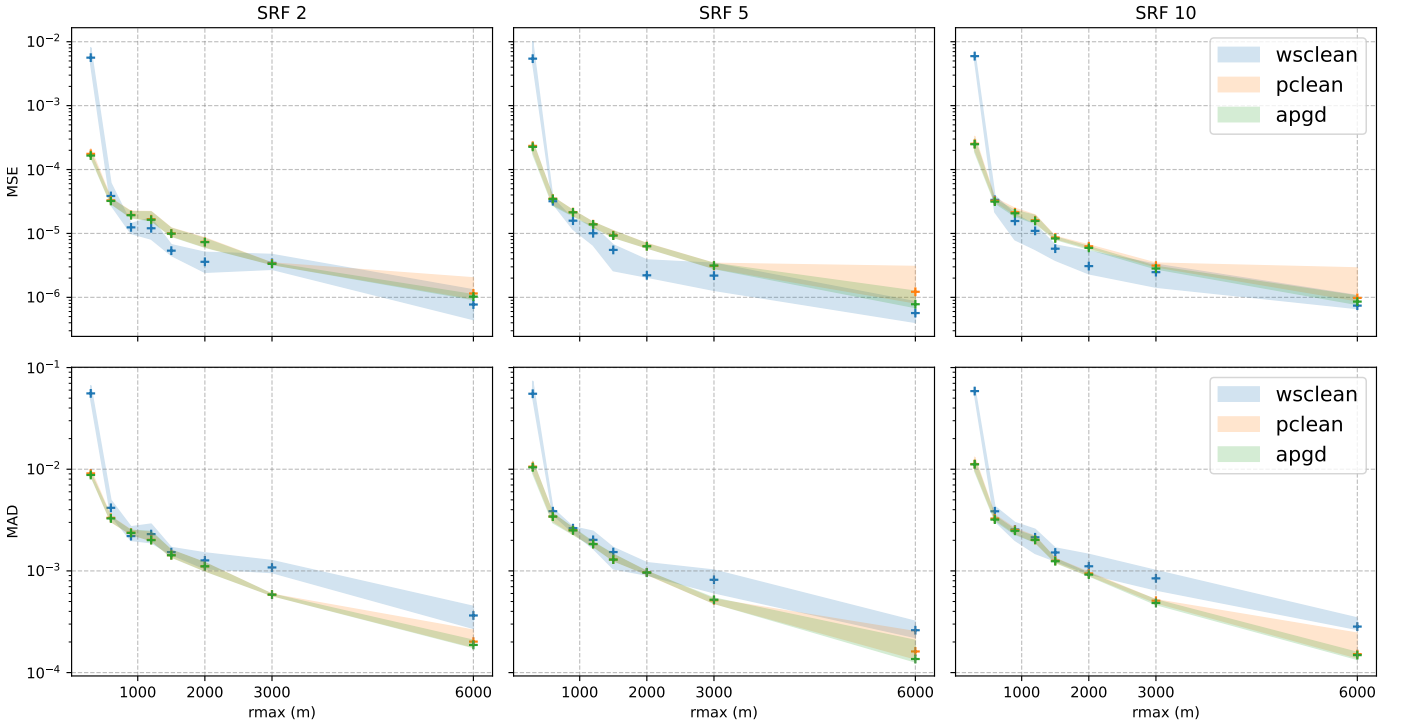 SRF 2
SRF 5
SRF 10
MSE
10⁻²
10⁻³
10⁻⁴
10⁻⁵
10⁻⁶
wsclean
pclean
apgd
MAD
10⁻¹
10⁻²
10⁻³
10⁻⁴
wsclean
pclean
apgd
1000 2000 3000 6000
1000 2000 3000 6000
1000 2000 3000 6000
rmax (m)
rmax (m)
rmax (m)